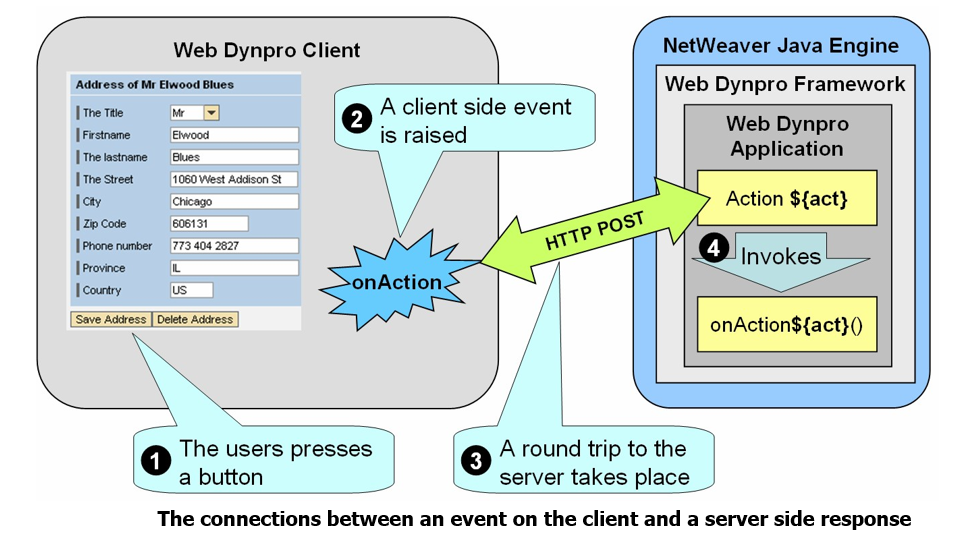 Web Dynpro Client
Address of Mr Elwood Blues
The Title Mr
Firstname Elwood
The lastname Blues
The Street 1060 West Addison St
City Chicago
Zip Code 606131
Phone number 773 404 2827
Province IL
Country US
Save Address Delete Address
1 The users presses
a button
2 A client side event
is raised
onAction
HTTP POST
3 A round trip to the
server takes place
NetWeaver Java Engine
Web Dynpro Framework
Web Dynpro
Application
Action ${act}
4 Invokes
onAction${act}()
The connections between an event on the client and a server side response